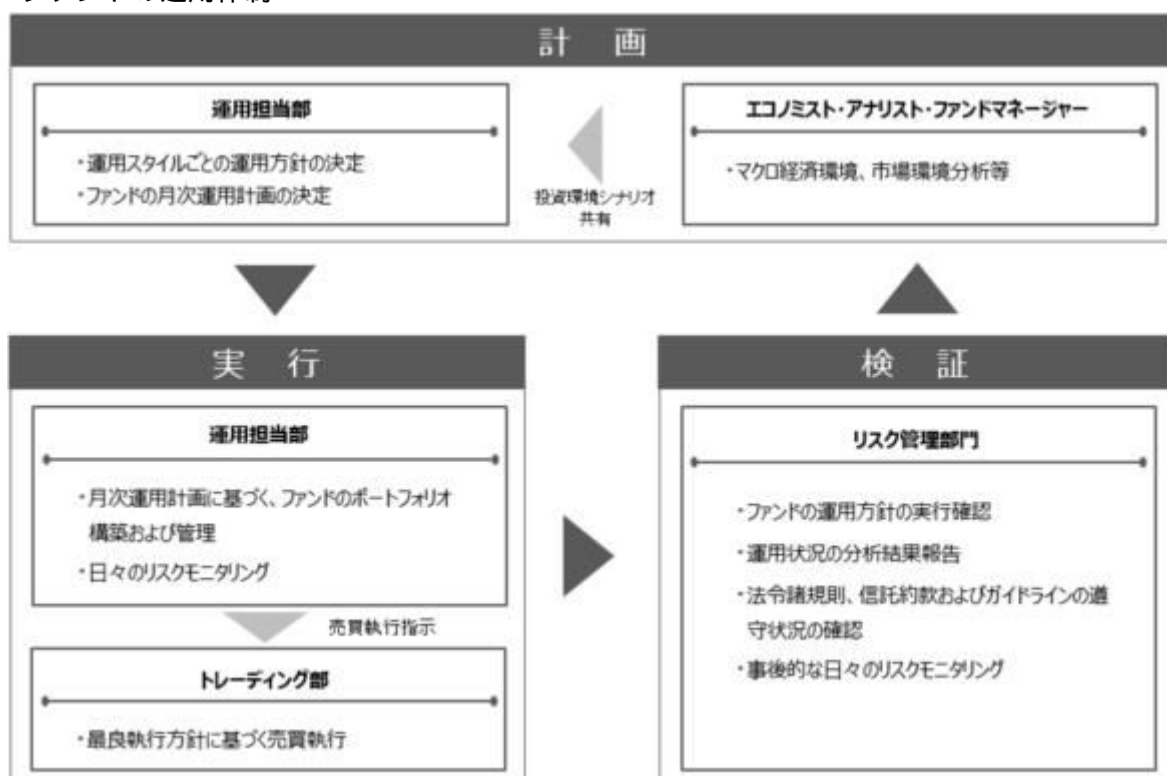 計 画
運用担当部
・運用スタイルごとの運用方針の決定
・ファンドの月次運用計画の決定
投資環境シナリオ
共有
エコノミスト・アナリスト・ファンドマネージャー
・マクロ経済環境、市場環境分析等
実 行
運用担当部
・月次運用計画に基づく、ファンドのポートフォリオ
構築および管理
・日々のリスクモニタリング
売買執行指示
トレーディング部
・最良執行方針に基づく売買執行
検 証
リスク管理部門
・ファンドの運用方針の実行確認
・運用状況の分析結果報告
・法令諸規則、信託約款およびガイドラインの遵
守状況の確認
・事後的な日々のリスクモニタリング